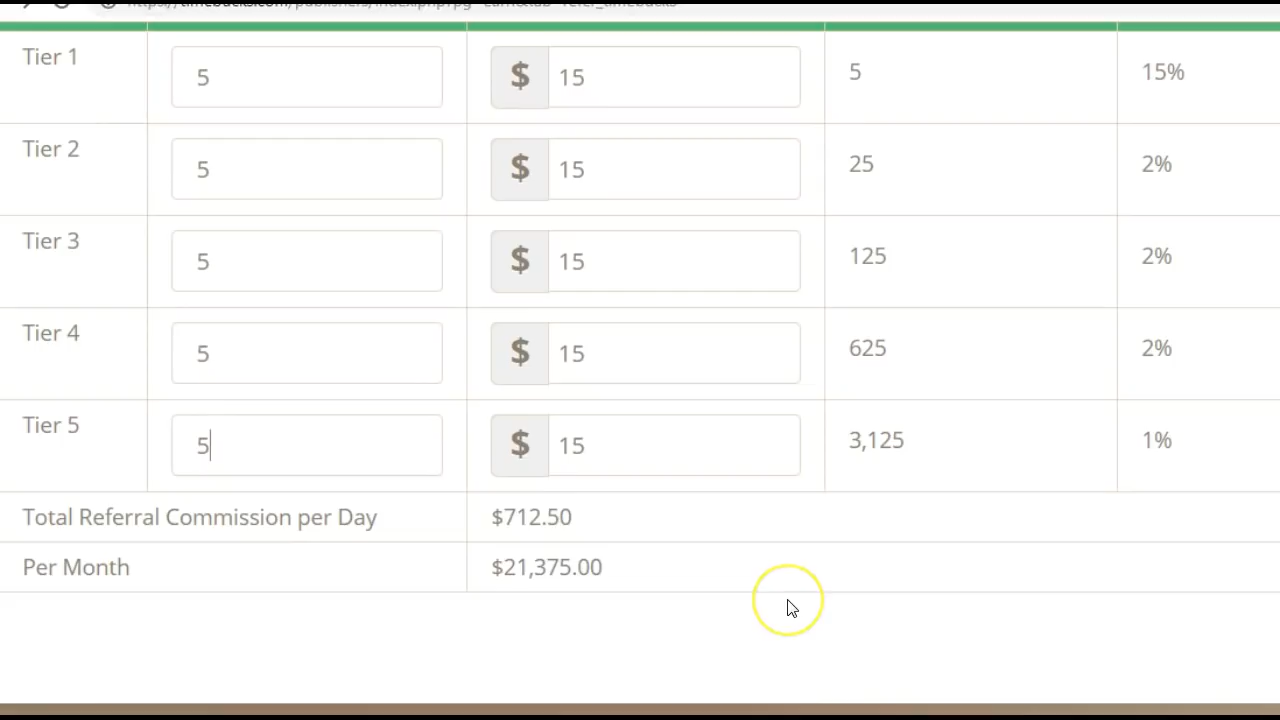 Tier 1 5 $ 15 5 15%
Tier 2 5 $ 15 25 2%
Tier 3 5 $ 15 125 2%
Tier 4 5 $ 15 625 2%
Tier 5 5 $ 15 3,125 1%
Total Referral Commission per Day $712.50
Per Month $21,375.00